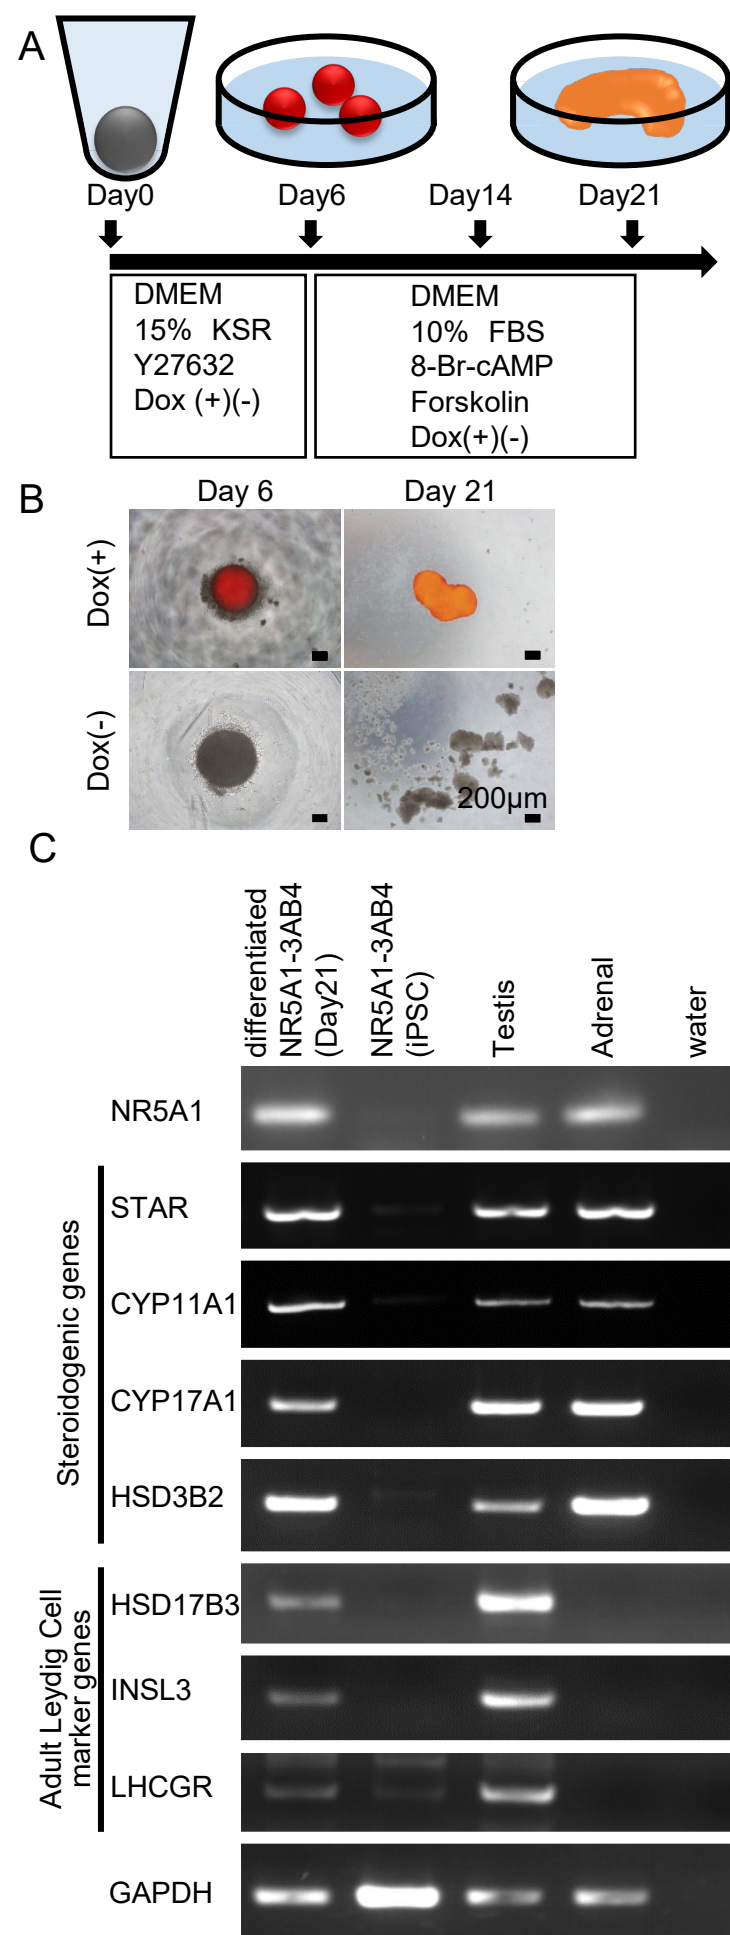 A
Day0
Day6
Day14
Day21
DMEM
15% KSR
Y27632
Dox (+)(-)
DMEM
10% FBS
8-Br-cAMP
Forskolin
Dox(+)(-)
B
Day 6
Day 21
Dox(+)
Dox(-)
200μm
C
differentiated
NR5A1-3AB4
(Day21)
NR5A1-3AB4
(iPSC)
Testis
Adrenal
water
NR5A1
Steroidogenic genes
STAR
CYP11A1
CYP17A1
HSD3B2
Adult Leydig Cell
marker genes
HSD17B3
INSL3
LHCGR
GAPDH